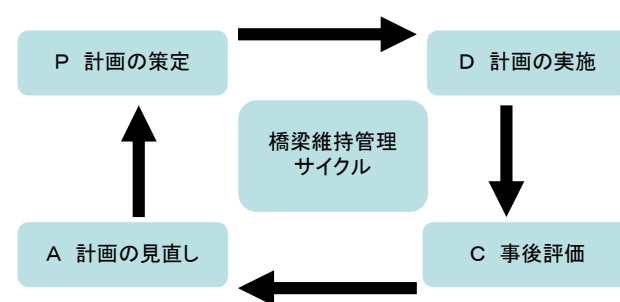 P 計画の策定
D 計画の実施
橋梁維持管理
サイクル
A 計画の見直し
C 事後評価